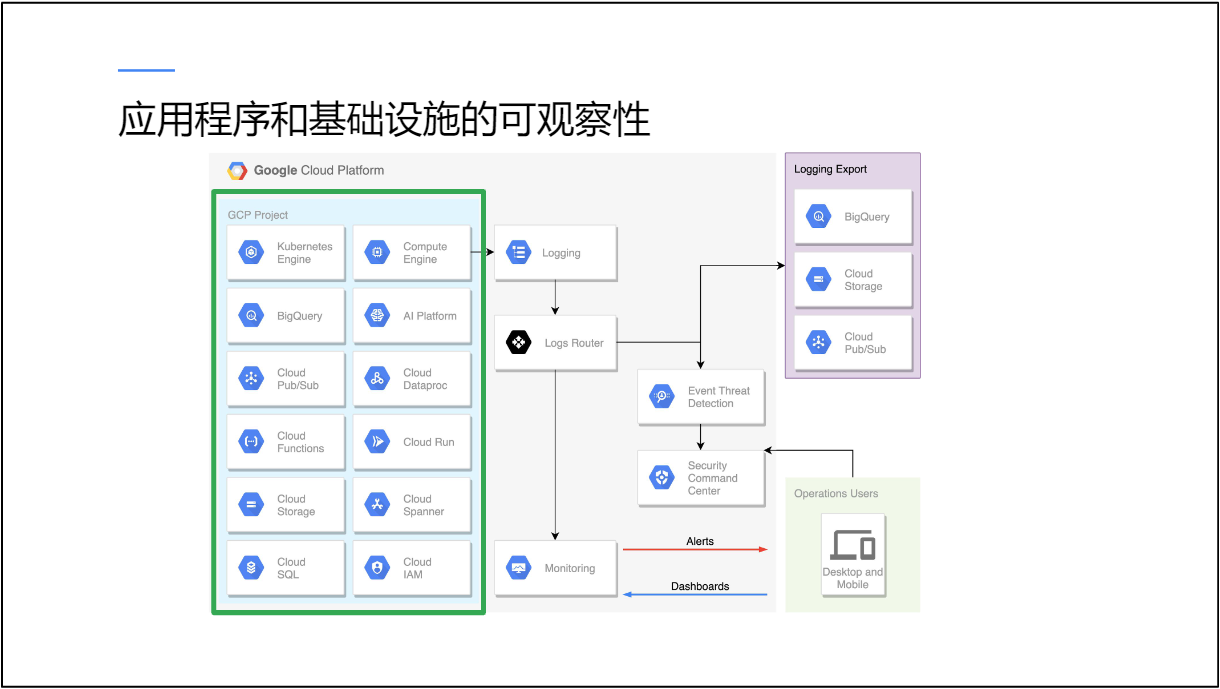 应用程序和基础设施的可观察性
Google Cloud Platform
GCP Project
Kubernetes
Engine
Compute
Engine
BigQuery
AI Platform
Cloud
Pub/Sub
Cloud
Dataproc
Cloud
Functions
Cloud Run
Cloud
Storage
Cloud
Spanner
Cloud
SQL
Cloud
IAM
Logging
Logs Router
Event Threat
Detection
Security
Command
Center
Monitoring
Alerts
Dashboards
Logging Export
BigQuery
Cloud
Storage
Cloud
Pub/Sub
Operations Users
Desktop and
Mobile